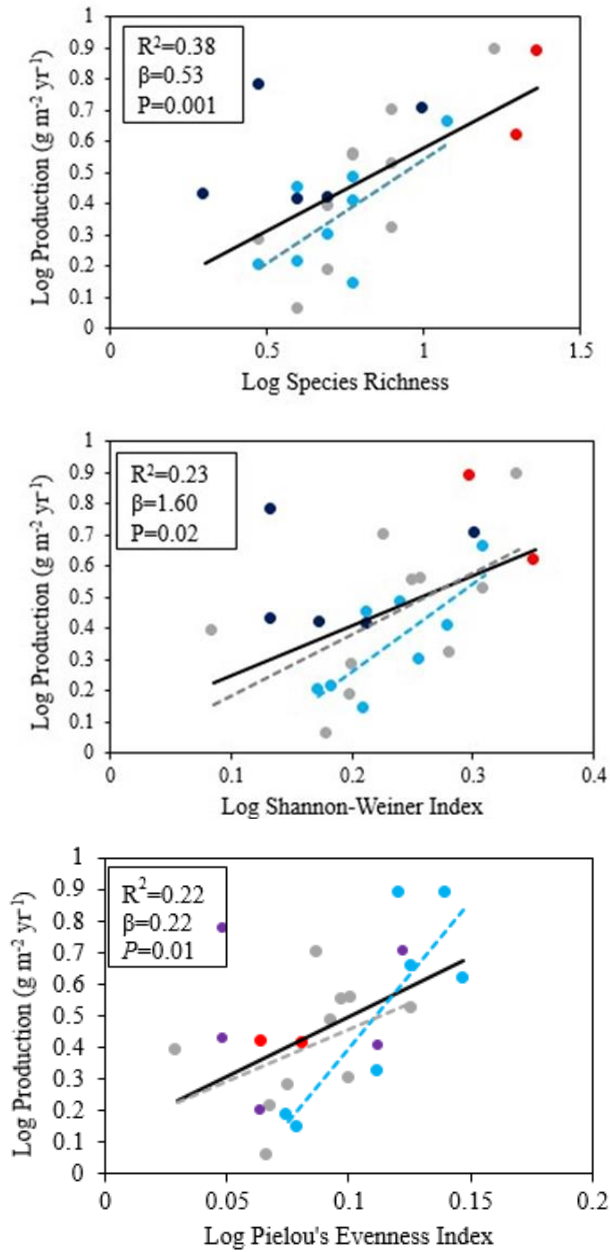 R²=0.38
β=0.53
P=0.001
Log Production (g m⁻² yr⁻¹)
1
0.9
0.8
0.7
0.6
0.5
0.4
0.3
0.2
0.1
0
0 0.5 1 1.5
Log Species Richness
R²=0.23
β=1.60
P=0.02
Log Production (g m⁻² yr⁻¹)
1
0.9
0.8
0.7
0.6
0.5
0.4
0.3
0.2
0.1
0
0 0.1 0.2 0.3 0.4
Log Shannon-Weiner Index
R²=0.22
β=0.22
P=0.01
Log Production (g m⁻² yr⁻¹)
1
0.9
0.8
0.7
0.6
0.5
0.4
0.3
0.2
0.1
0
0 0.05 0.1 0.15 0.2
Log Pielou's Evenness Index